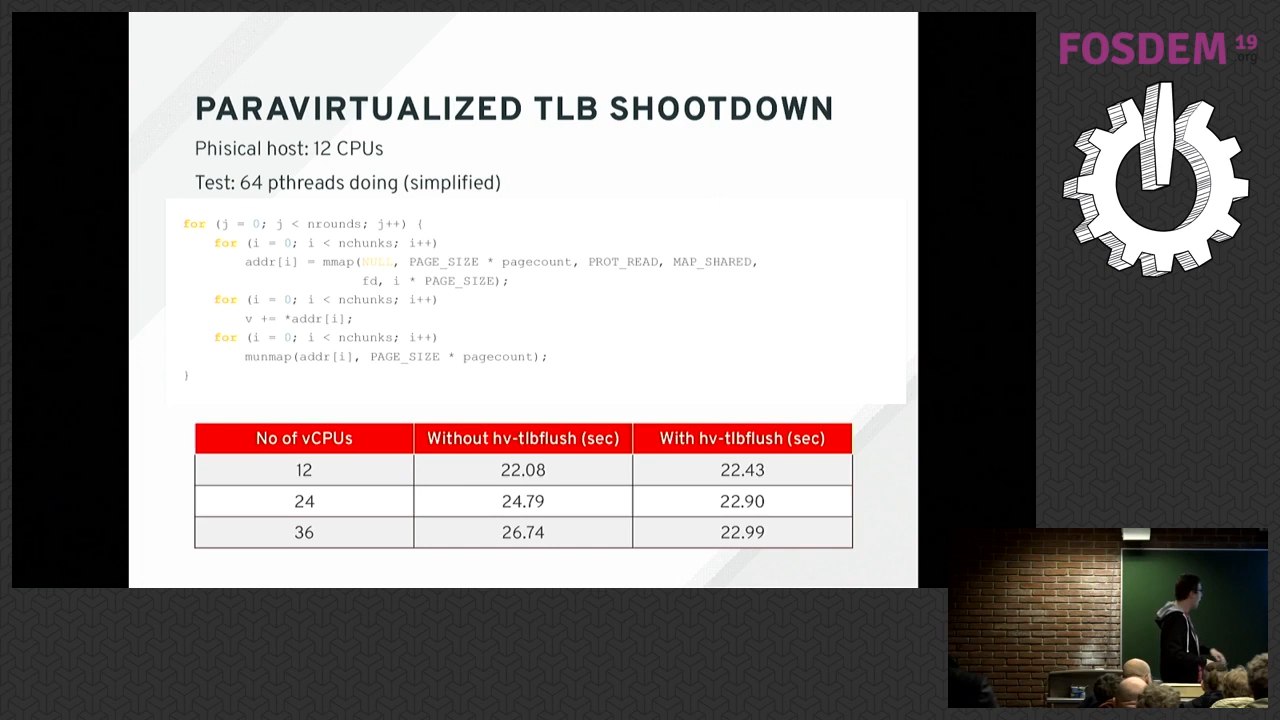 FOSDEM 19
.org
PARAVIRTUALIZED TLB SHOOTDOWN
Phisical host: 12 CPUs
Test: 64 pthreads doing (simplified)
for (j = 0; j < nrounds; j++) {
for (i = 0; i < nchunks; i++)
addr[i] = mmap(NULL, PAGE_SIZE * pagecount, PROT_READ, MAP_SHARED,
fd, i * PAGE_SIZE);
for (i = 0; i < nchunks; i++)
v += *addr[i];
for (i = 0; i < nchunks; i++)
munmap(addr[i], PAGE_SIZE * pagecount);
}
No of vCPUs Without hv-tlbflush (sec) With hv-tlbflush (sec)
12 22.08 22.43
24 24.79 22.90
36 26.74 22.99